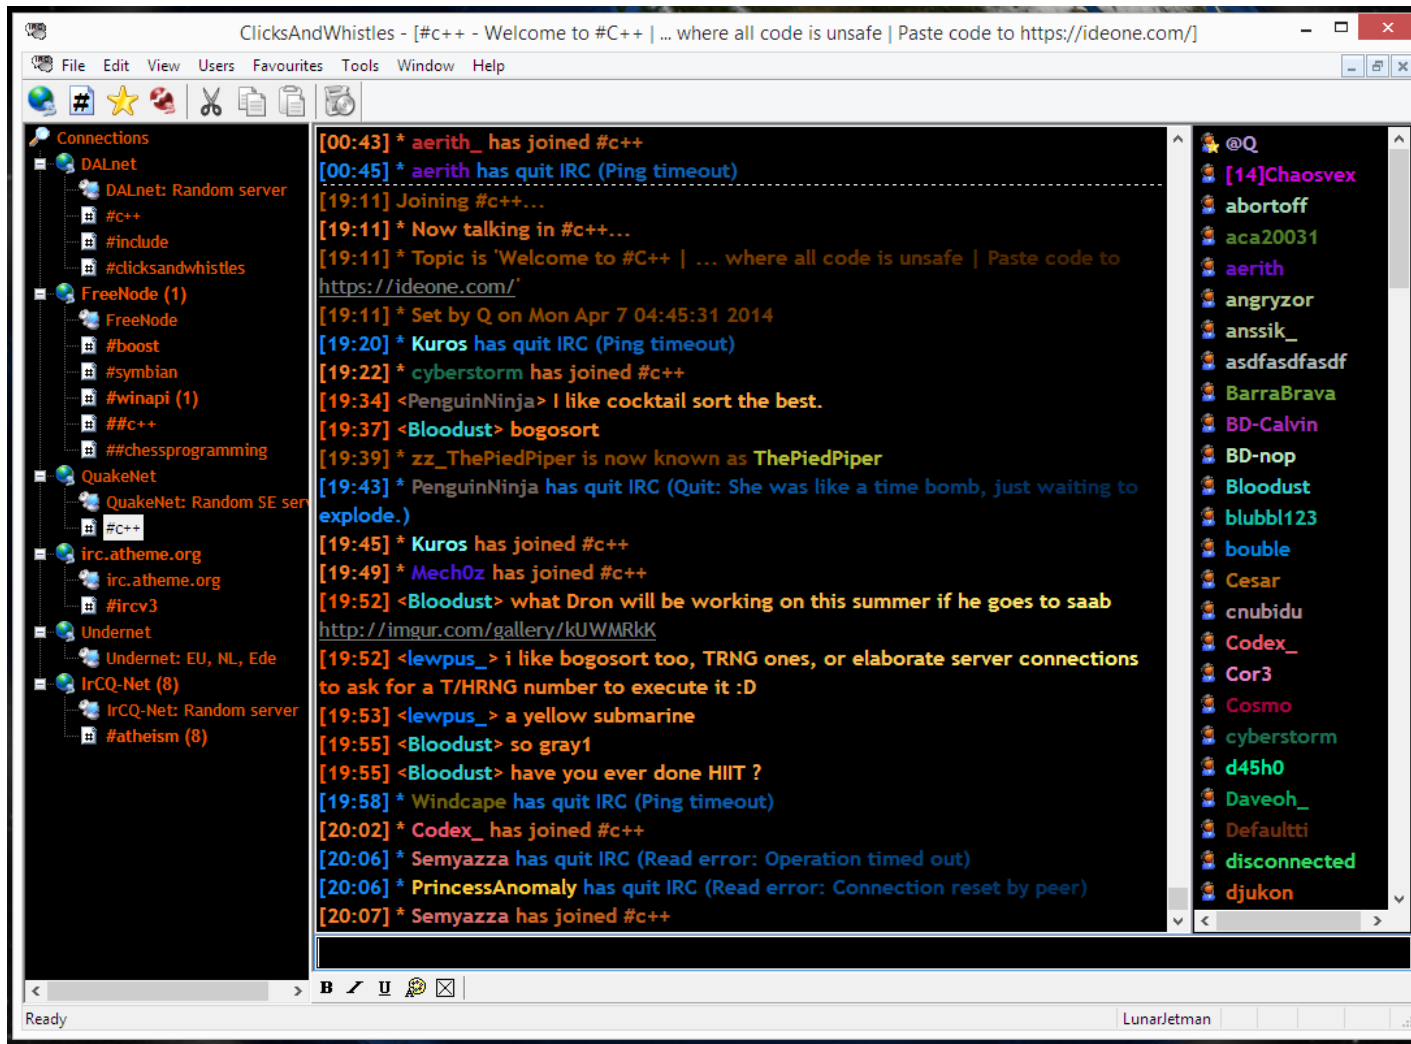 ClicksAndWhistles - [#c++ - Welcome to #C++ | ... where all code is unsafe | Paste code to https://ideone.com/]
File Edit View Users Favourites Tools Window Help
Connections
DALnet
DALnet: Random server
#c++
#include
#clicksandwhistles
FreeNode (1)
FreeNode
#boost
#symbian
#winapi (1)
##c++
##chessprogramming
QuakeNet
QuakeNet: Random SE serv
#c++
irc.atheme.org
irc.atheme.org
#ircv3
Undernet
Undernet: EU, NL, Ede
IrCQ-Net (8)
IrCQ-Net: Random server
#atheism (8)
[00:43] * aerith_ has joined #c++
[00:45] * aerith has quit IRC (Ping timeout)
[19:11] Joining #c++...
[19:11] * Now talking in #c++...
[19:11] * Topic is 'Welcome to #C++ | ... where all code is unsafe | Paste code to
https://ideone.com/'
[19:11] * Set by Q on Mon Apr 7 04:45:31 2014
[19:20] * Kuros has quit IRC (Ping timeout)
[19:22] * cyberstorm has joined #c++
[19:34] <PenguinNinja> I like cocktail sort the best.
[19:37] <Bloodust> bogosort
[19:39] * zz_ThePiedPiper is now known as ThePiedPiper
[19:43] * PenguinNinja has quit IRC (Quit: She was like a time bomb, just waiting to
explode.)
[19:45] * Kuros has joined #c++
[19:49] * Mech0z has joined #c++
[19:52] <Bloodust> what Dron will be working on this summer if he goes to saab
http://imgur.com/gallery/kUWMRkK
[19:52] <lewpus_> i like bogosort too, TRNG ones, or elaborate server connections
to ask for a T/HRNG number to execute it :D
[19:53] <lewpus_> a yellow submarine
[19:55] <Bloodust> so gray1
[19:55] <Bloodust> have you ever done HIIT ?
[19:58] * Windcape has quit IRC (Ping timeout)
[20:02] * Codex_ has joined #c++
[20:06] * Semyazza has quit IRC (Read error: Operation timed out)
[20:06] * PrincessAnomaly has quit IRC (Read error: Connection reset by peer)
[20:07] * Semyazza has joined #c++
@Q
[14]Chaosvex
abortoff
aca20031
aerith
angryzor
anssik_
asdfasdfasdf
BarraBrava
BD-Calvin
BD-nop
Bloodust
blubbl123
bouble
Cesar
cnubidu
Codex_
Cor3
Cosmo
cyberstorm
d45h0
Daveoh_
Defaultti
disconnected
djukon
B I U A
Ready
LunarJetman